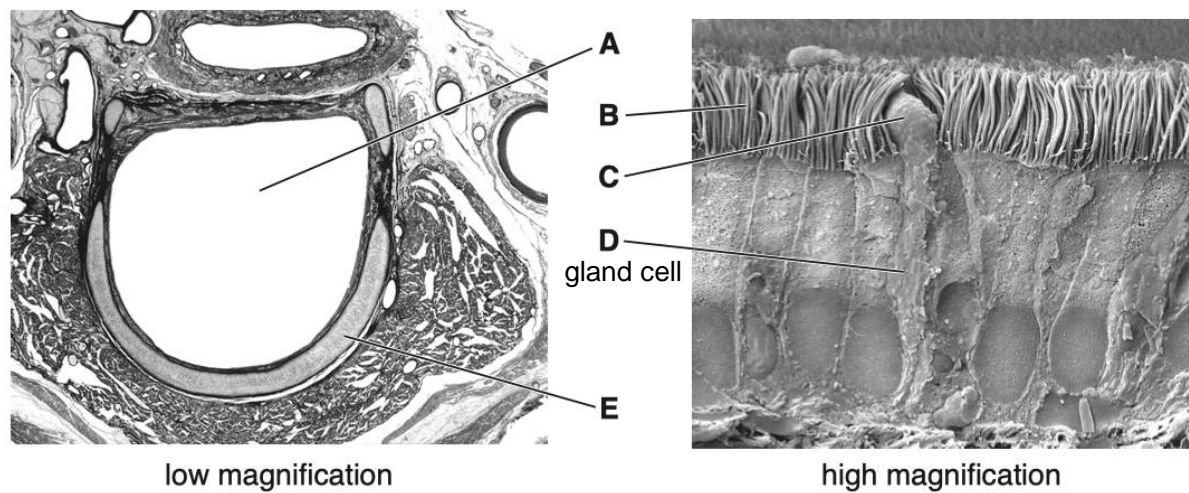 A
B
C
D
gland cell
E
low magnification
high magnification